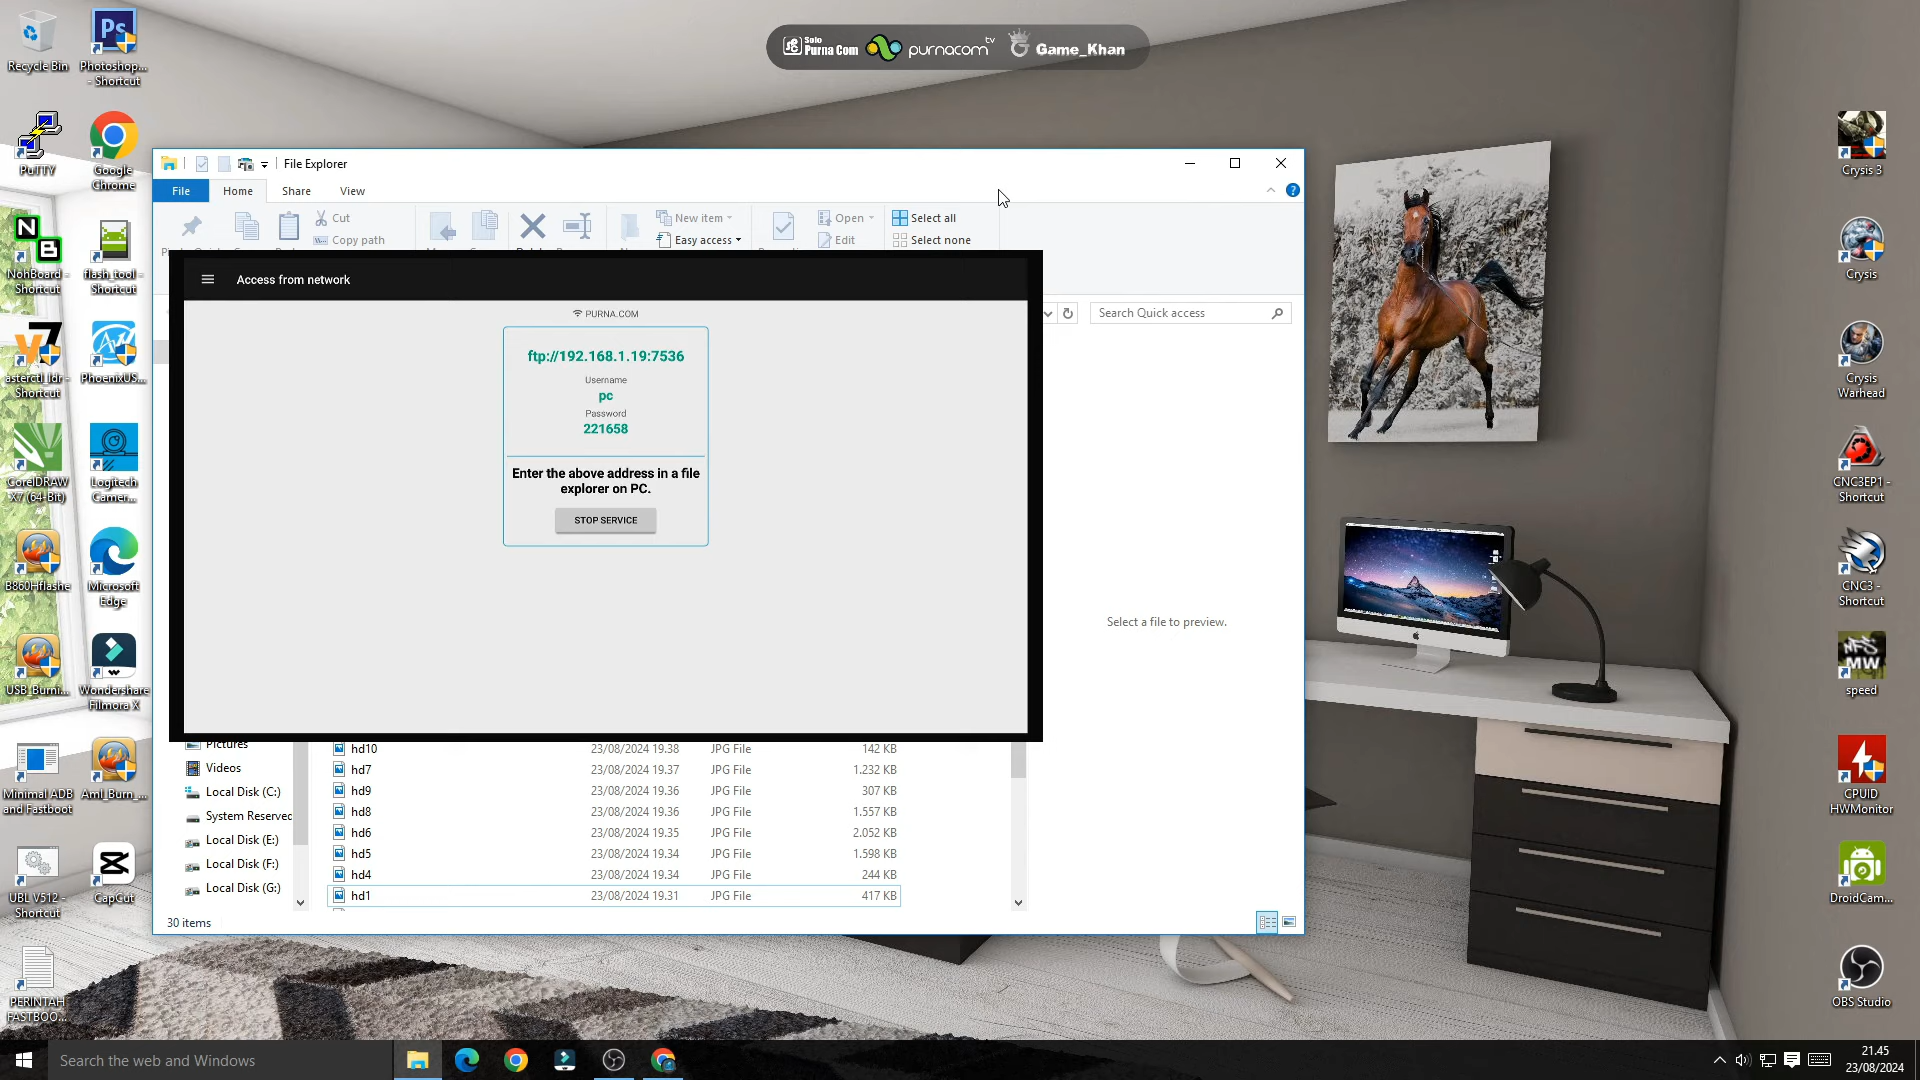 Solo
Purna Com
purnacom tv
Game_Khan
Recycle Bin
Photoshop... - Shortcut
PuTTY
Google Chrome
NohBoard - Shortcut
flash_tool - Shortcut
asterctl_ldr - Shortcut
PhoenixUS...
CorelDRAW X7 (64-Bit)
Logitech Camer...
B860Hflashe
Microsoft Edge
USB_Burni...
Wondershare Filmora X
Minimal ADB and Fastboot
Aml_Burn_...
UBL V512 - Shortcut
CapCut
PERINTAH FASTBOO...
File Explorer
File
Home
Share
View
Cut
Copy path
New item
Easy access
Open
Edit
Select all
Select none
Search Quick access
Access from network
PURNA.COM
ftp://192.168.1.19:7536
Username
pc
Password
221658
Enter the above address in a file
explorer on PC.
STOP SERVICE
Select a file to preview.
Pictures
Videos
Local Disk (C:)
System Reserved
Local Disk (E:)
Local Disk (F:)
Local Disk (G:)
hd10 23/08/2024 19.38 JPG File 142 KB
hd7 23/08/2024 19.37 JPG File 1.232 KB
hd9 23/08/2024 19.36 JPG File 307 KB
hd8 23/08/2024 19.36 JPG File 1.557 KB
hd6 23/08/2024 19.35 JPG File 2.052 KB
hd5 23/08/2024 19.34 JPG File 1.598 KB
hd4 23/08/2024 19.34 JPG File 244 KB
hd1 23/08/2024 19.31 JPG File 417 KB
30 items
Crysis 3
Crysis
Crysis Warhead
CNC3EP1 - Shortcut
CNC3 - Shortcut
NFS
MW
speed
CPUID HWMonitor
DroidCam...
OBS Studio
Search the web and Windows
21.45
23/08/2024